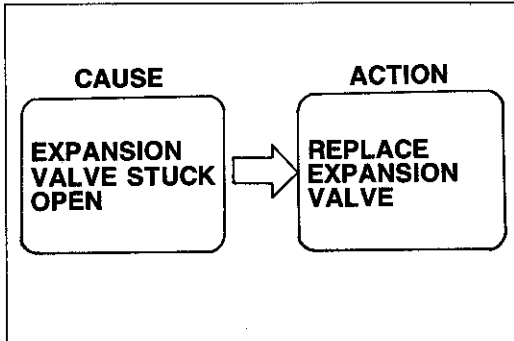 CAUSE
EXPANSION
VALVE STUCK
OPEN
ACTION
REPLACE
EXPANSION
VALVE